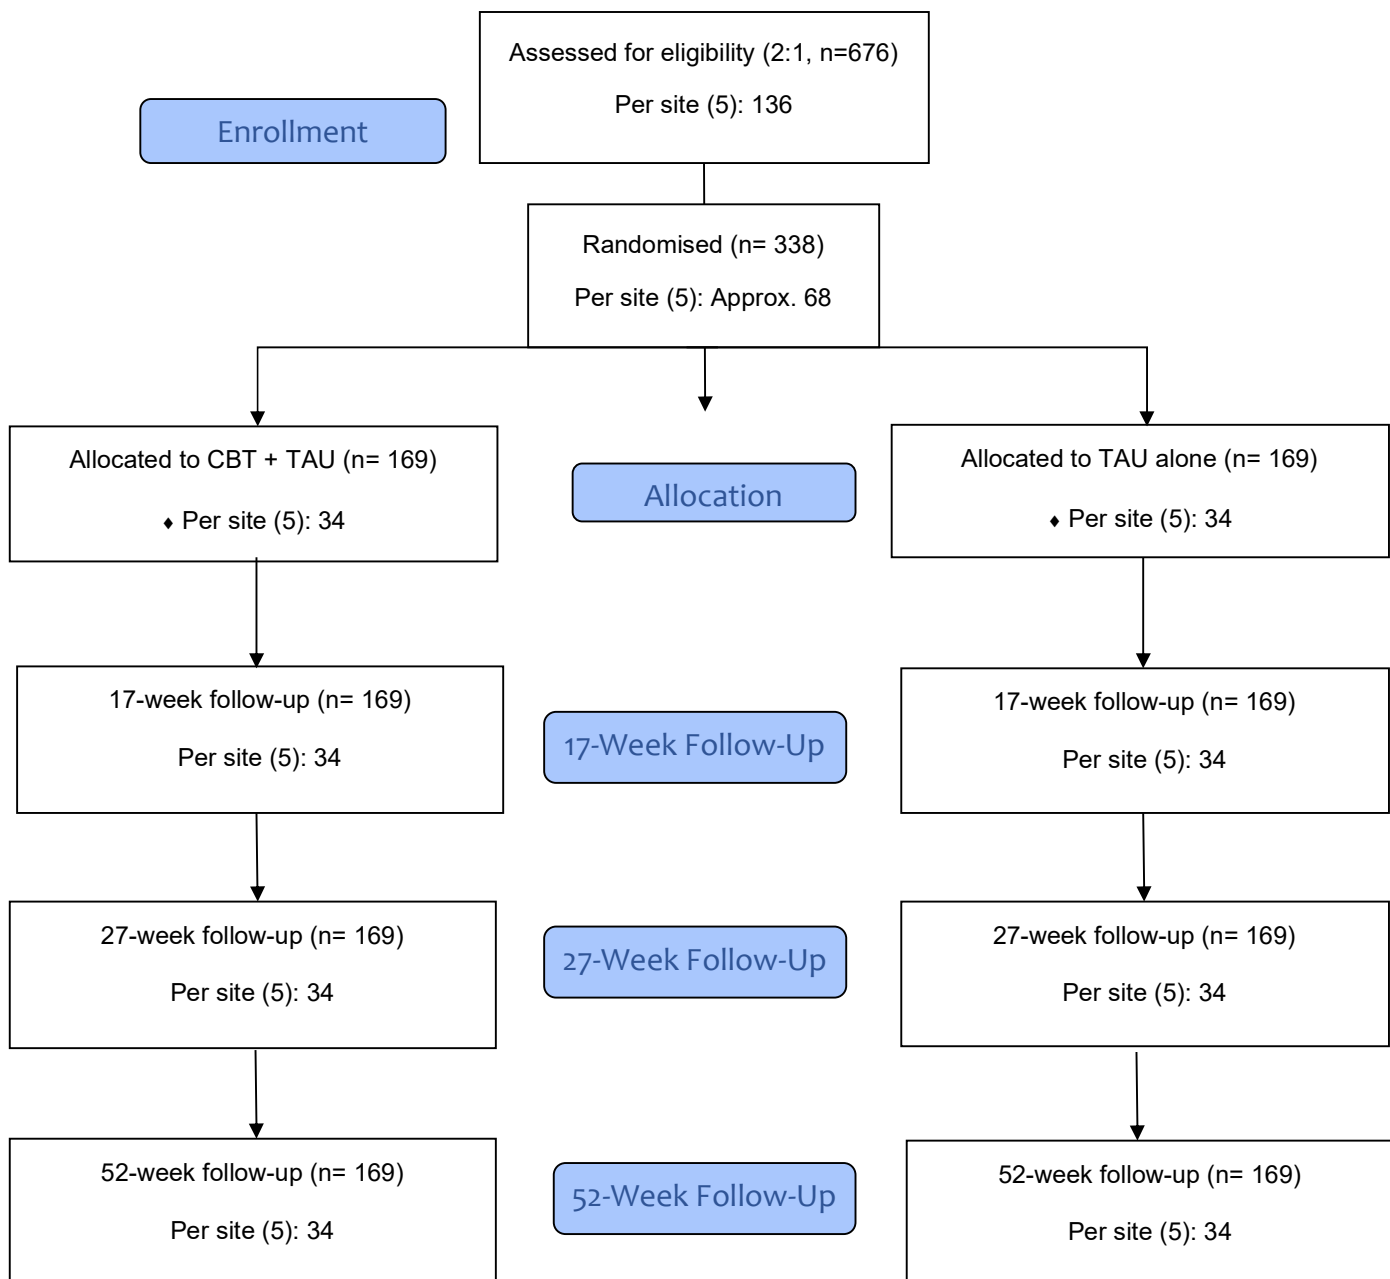 Assessed for eligibility (2:1, n=676)
Per site (5): 136
Enrollment
Randomised (n= 338)
Per site (5): Approx. 68
Allocated to CBT + TAU (n= 169)
♦ Per site (5): 34
Allocation
Allocated to TAU alone (n= 169)
♦ Per site (5): 34
17-week follow-up (n= 169)
Per site (5): 34
17-Week Follow-Up
17-week follow-up (n= 169)
Per site (5): 34
27-week follow-up (n= 169)
Per site (5): 34
27-Week Follow-Up
27-week follow-up (n= 169)
Per site (5): 34
52-week follow-up (n= 169)
Per site (5): 34
52-Week Follow-Up
52-week follow-up (n= 169)
Per site (5): 34